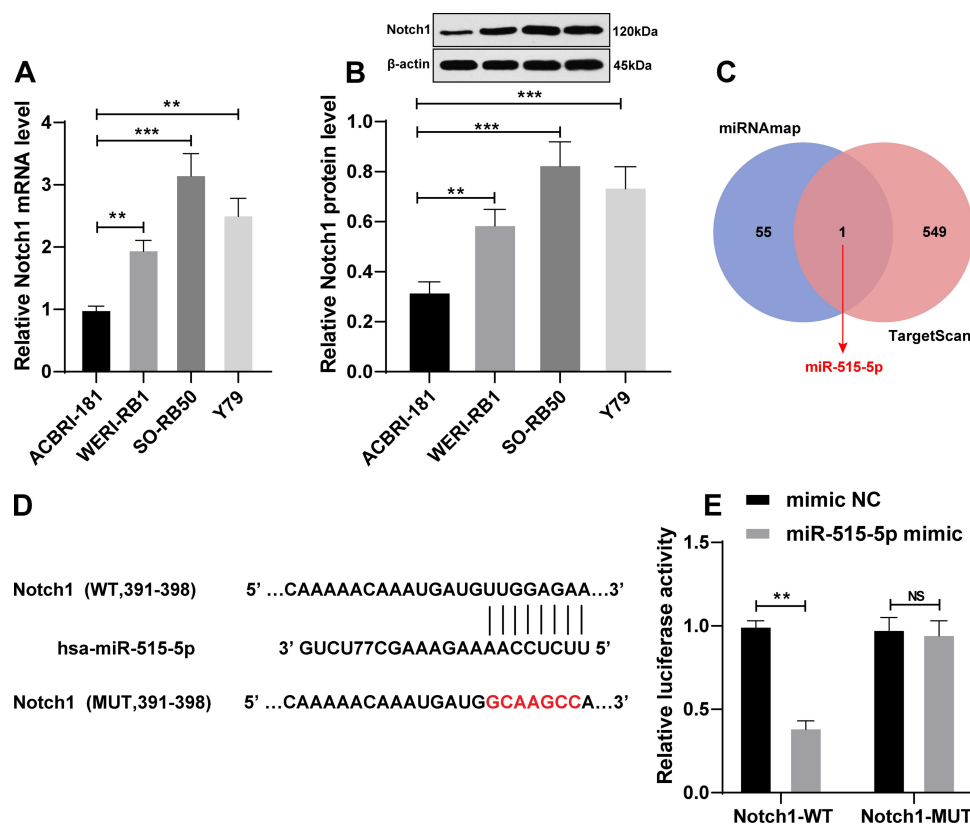 Notch1 120kDa
β-actin 45kDa
A
Relative Notch1 mRNA level
**
***
**
4
3
2
1
0
ACBRI-181
WERI-RB1
SO-RB50
Y79
B
Relative Notch1 protein level
***
***
**
1.0
0.8
0.6
0.4
0.2
0.0
ACBRI-181
WERI-RB1
SO-RB50
Y79
C
miRNAmap
55 1 549
TargetScan
miR-515-5p
D
Notch1 (WT,391-398) 5’ ...CAAAAACAAAUGAUGUUGGAGAA...3’
hsa-miR-515-5p 3’ GUCU77CGAAAGAAAACCUCUU 5’
Notch1 (MUT,391-398) 5’ ...CAAAAACAAAUGAUGGCAAGCCA...3’
E
mimic NC
miR-515-5p mimic
Relative luciferase activity
1.5
1.0
0.5
0.0
**
NS
Notch1-WT Notch1-MUT